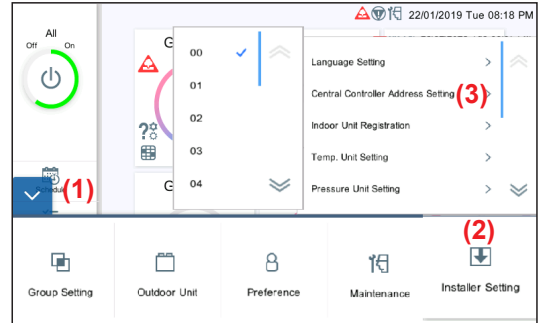 22/01/2019 Tue 08:18 PM
All
Off On
G
00
01
02
03
04
Language Setting
Central Controller Address Setting
(3)
Indoor Unit Registration
Temp. Unit Setting
Pressure Unit Setting
Schedule
(1)
G
(2)
Group Setting
Outdoor Unit
Preference
Maintenance
Installer Setting